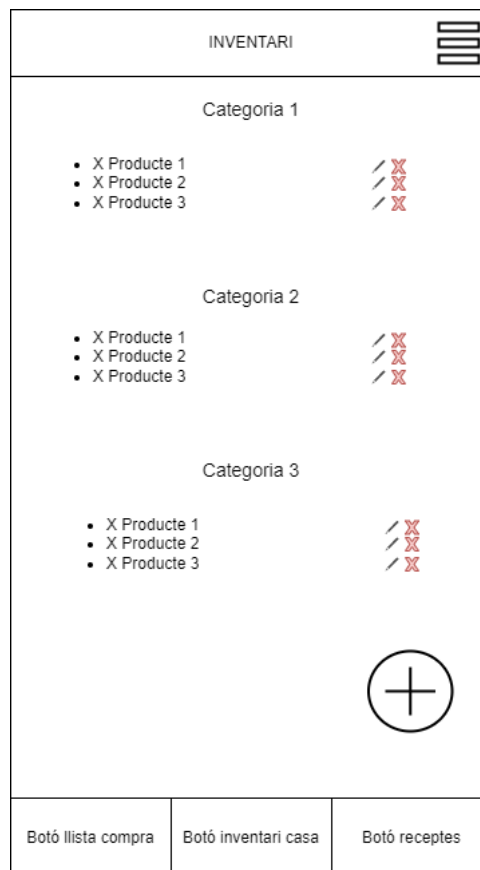 INVENTARI
Categoria 1
• X Producte 1
• X Producte 2
• X Producte 3
Categoria 2
• X Producte 1
• X Producte 2
• X Producte 3
Categoria 3
• X Producte 1
• X Producte 2
• X Producte 3
Botó llista compra
Botó inventari casa
Botó receptes